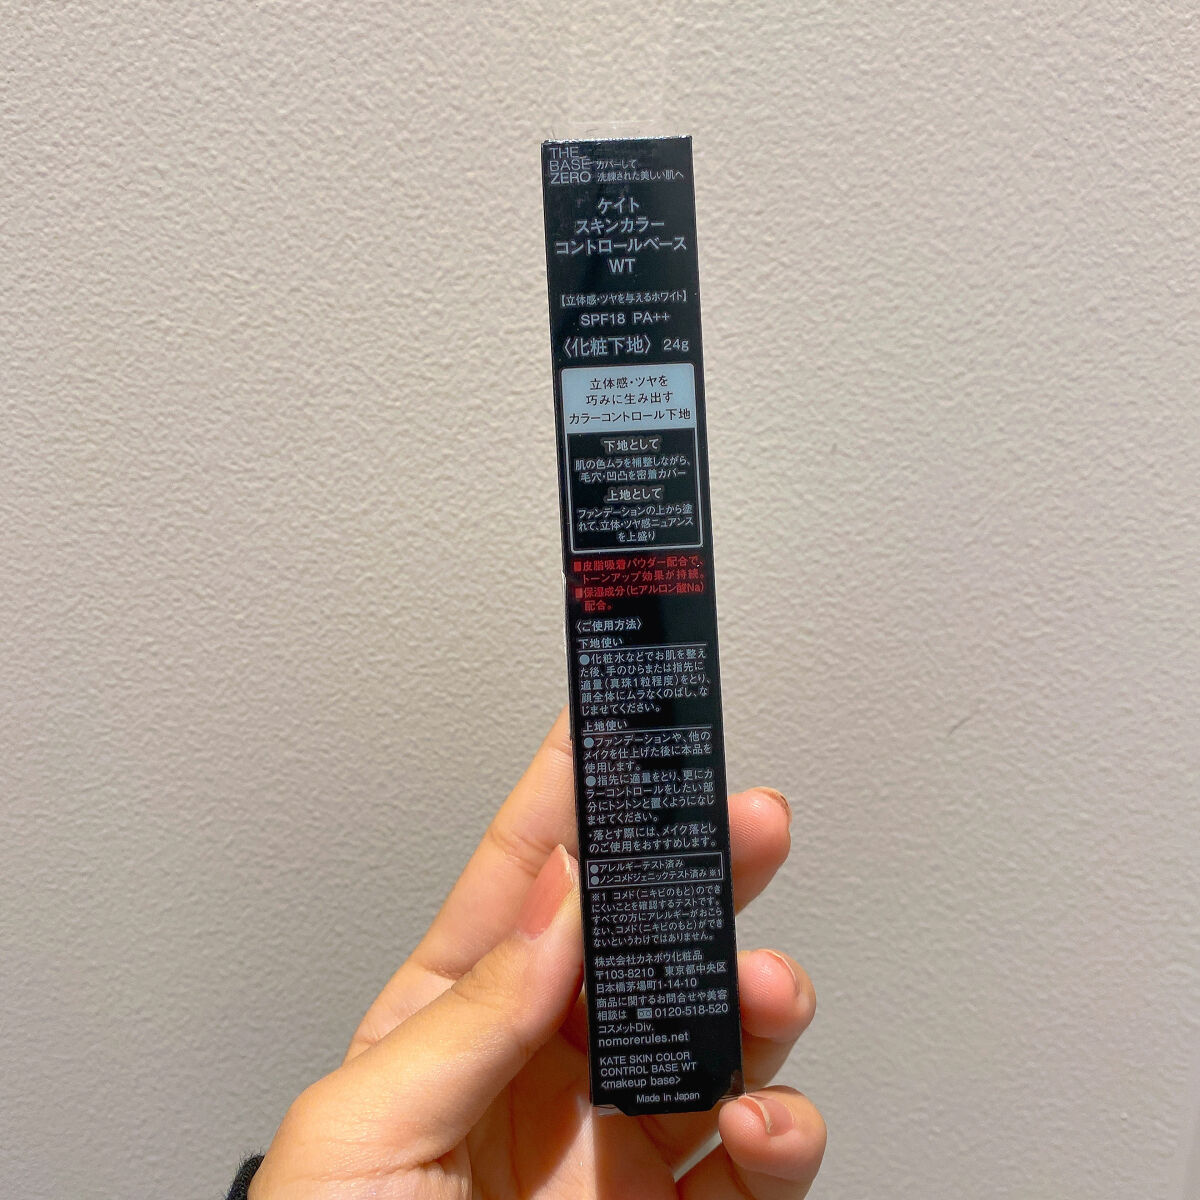 THE
BASE
ZERO
カバーして
洗練された美しい肌へ
ケイト
スキンカラー
コントロールベース
WT
【立体感・ツヤを与えるホワイト】
SPF18 PA++
〈化粧下地〉 24g
立体感・ツヤを
巧みに生み出す
カラーコントロール下地
下地として
肌の色ムラを補整しながら、
毛穴・凹凸を密着カバー
上地として
ファンデーションの上から塗
れて、立体・ツヤ感ニュアンス
を上盛り
■皮脂吸着パウダー配合で、
トーンアップ効果が持続。
■保湿成分(ヒアルロン酸Na)
配合。
〈ご使用方法〉
下地使い
●化粧水などでお肌を整え
た後、手のひらまたは指先に
適量(真珠1粒程度)をとり、
顔全体にムラなくのばし、な
じませてください。
上地使い
●ファンデーションや、他の
メイクを仕上げた後に本品を
使用します。
●指先に適量をとり、更にカ
ラーコントロールをしたい部
分にトントンと置くようになじ
ませてください。
・落とす際には、メイク落とし
のご使用をおすすめします。
●アレルギーテスト済み
●ノンコメドジェニックテスト済み※1
※1 コメド(ニキビのもと)のでき
にくいことを確認するテストです。
すべての方にアレルギーがおこら
ない、コメド(ニキビのもと)ができ
ないというわけではありません。
株式会社カネボウ化粧品
〒103-8210 東京都中央区
日本橋茅場町1-14-10
商品に関するお問合せや美容
相談は 0120-518-520
コスメットDiv.
nomorerules.net
KATE SKIN COLOR
CONTROL BASE WT
<makeup base>
Made in Japan